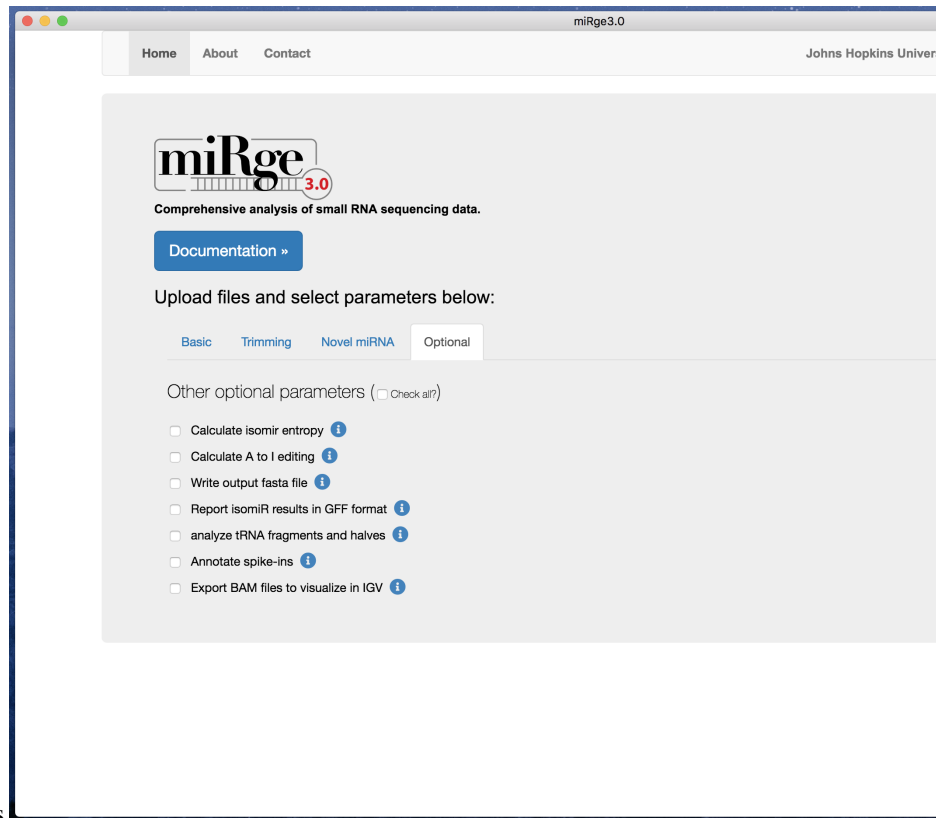 miRge3.0
Home About Contact Johns Hopkins Univer
miRge 3.0
Comprehensive analysis of small RNA sequencing data.
Documentation »
Upload files and select parameters below:
Basic Trimming Novel miRNA Optional
Other optional parameters ( Check all?)
Calculate isomir entropy i
Calculate A to I editing i
Write output fasta file i
Report isomiR results in GFF format i
analyze tRNA fragments and halves i
Annotate spike-ins i
Export BAM files to visualize in IGV i